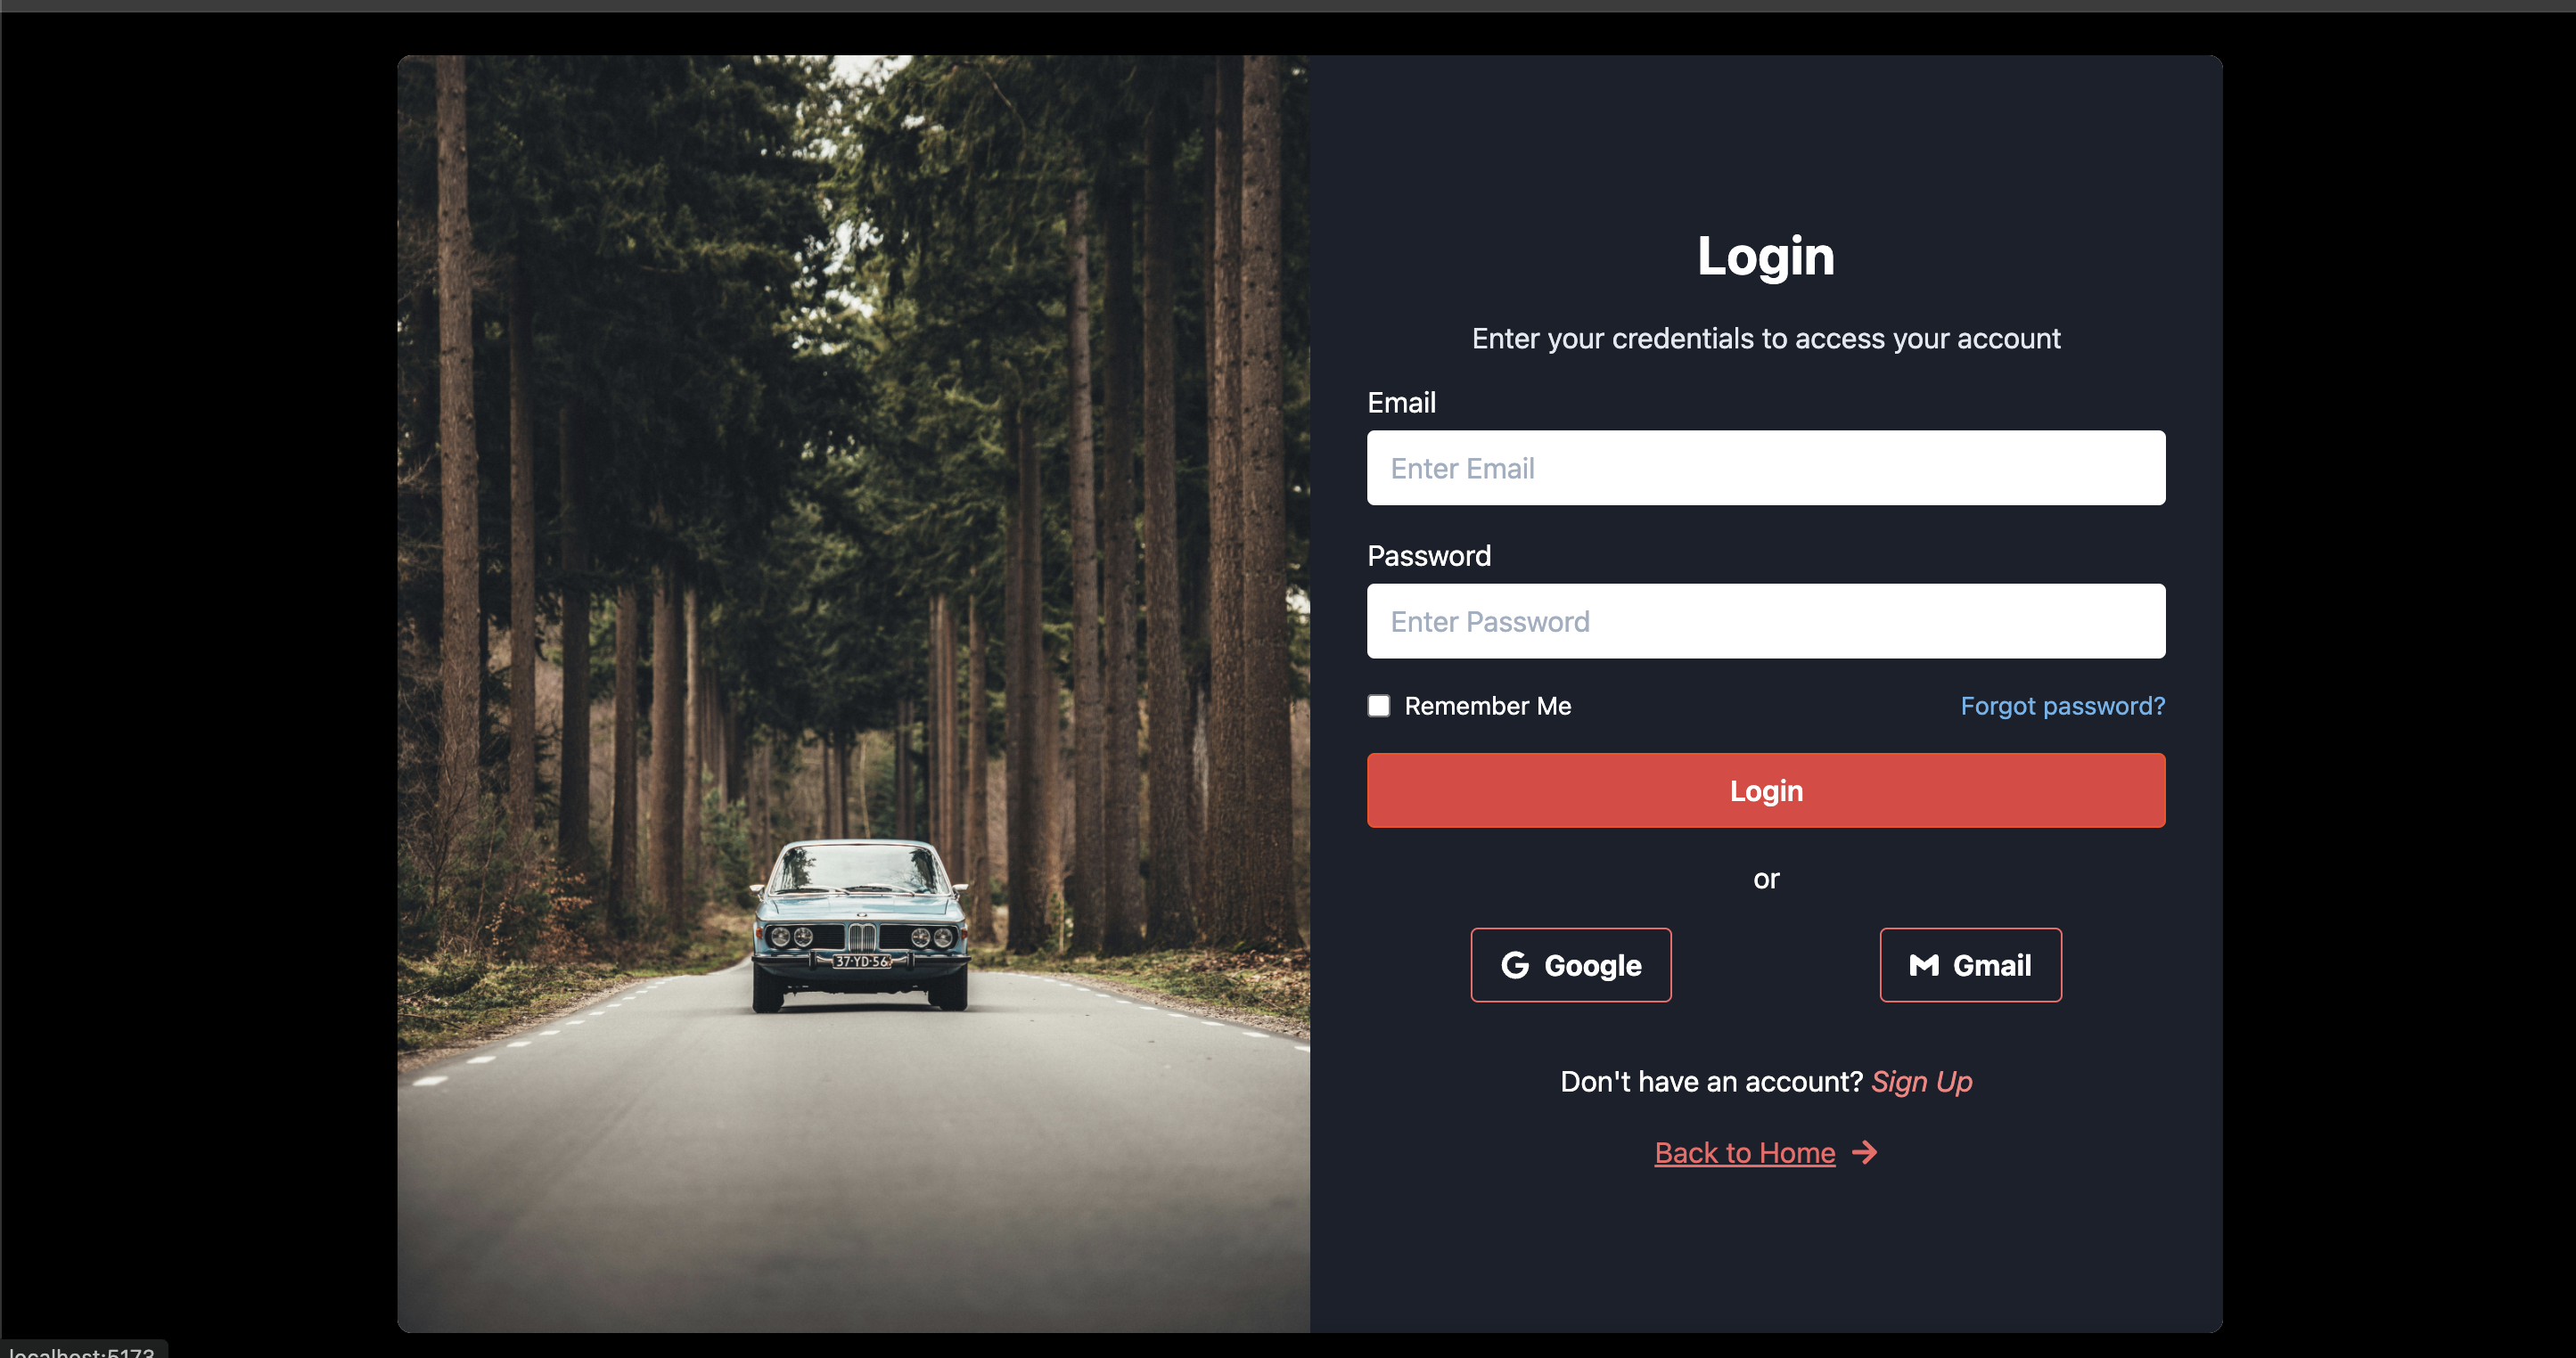 Login
Enter your credentials to access your account
Email
Enter Email
Password
Enter Password
Remember Me
Forgot password?
Login
or
Google
Gmail
37-YD-56
Don't have an account? Sign Up
Back to Home
localhost:5173